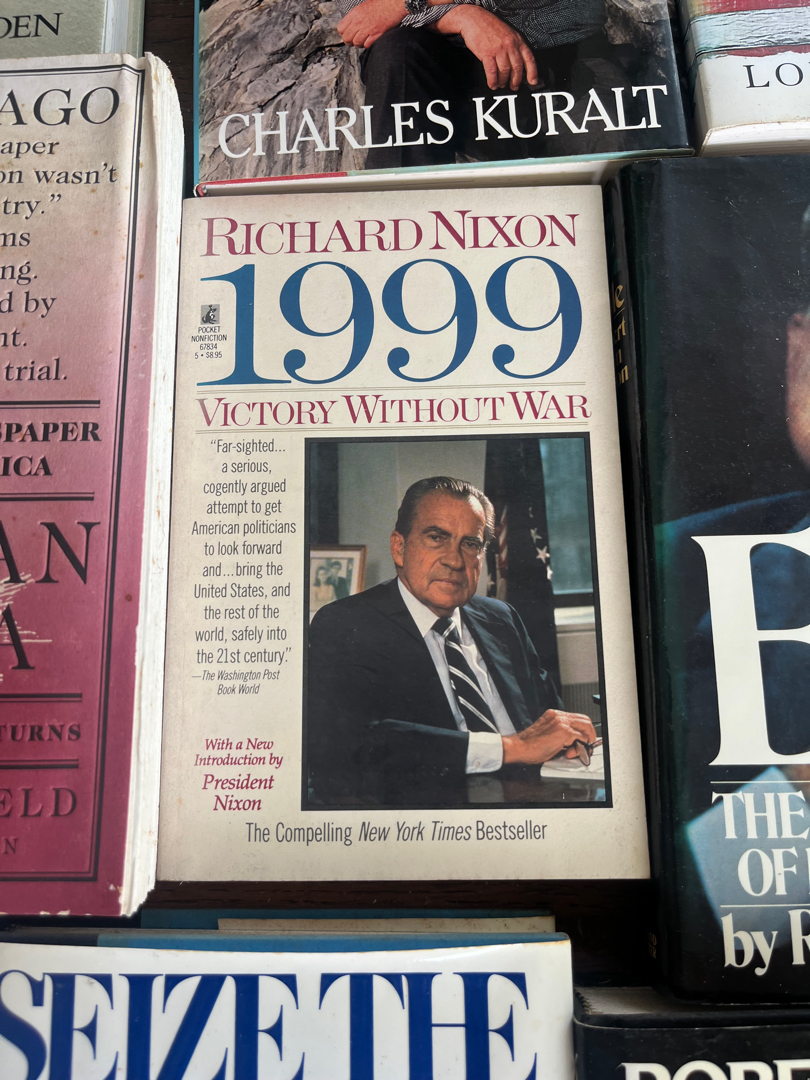 DEN
AGO
aper
on wasn't
try."
ms
ng.
d by
nt.
trial.
SPAPER
ICA
AN
A
TURNS
ELD
N
CHARLES KURALT
LO
RICHARD NIXON
1999
POCKET
NONFICTION
67834
5 • $8.95
VICTORY WITHOUT WAR
"Far-sighted...
a serious,
cogently argued
attempt to get
American politicians
to look forward
and...bring the
United States, and
the rest of the
world, safely into
the 21st century."
—The Washington Post
Book World
With a New
Introduction by
President
Nixon
The Compelling New York Times Bestseller
THE
OF
by R
SEIZE THE
ROBE